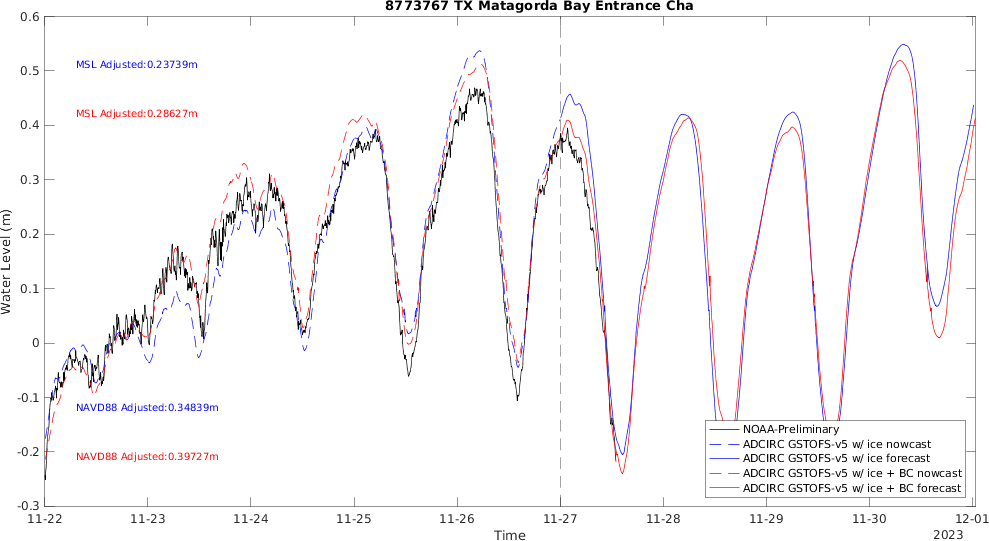 8773767 TX Matagorda Bay Entrance Cha
0.6
0.5
0.4
0.3
0.2
0.1
0
-0.1
-0.2
-0.3
Water Level (m)
MSL Adjusted:0.23739m
MSL Adjusted:0.28627m
NAVD88 Adjusted:0.34839m
NAVD88 Adjusted:0.39727m
NOAA-Preliminary
ADCIRC GSTOFS-v5 w/ ice nowcast
ADCIRC GSTOFS-v5 w/ ice forecast
ADCIRC GSTOFS-v5 w/ ice + BC nowcast
ADCIRC GSTOFS-v5 w/ ice + BC forecast
11-22 11-23 11-24 11-25 11-26 11-27 11-28 11-29 11-30 12-01
Time
2023